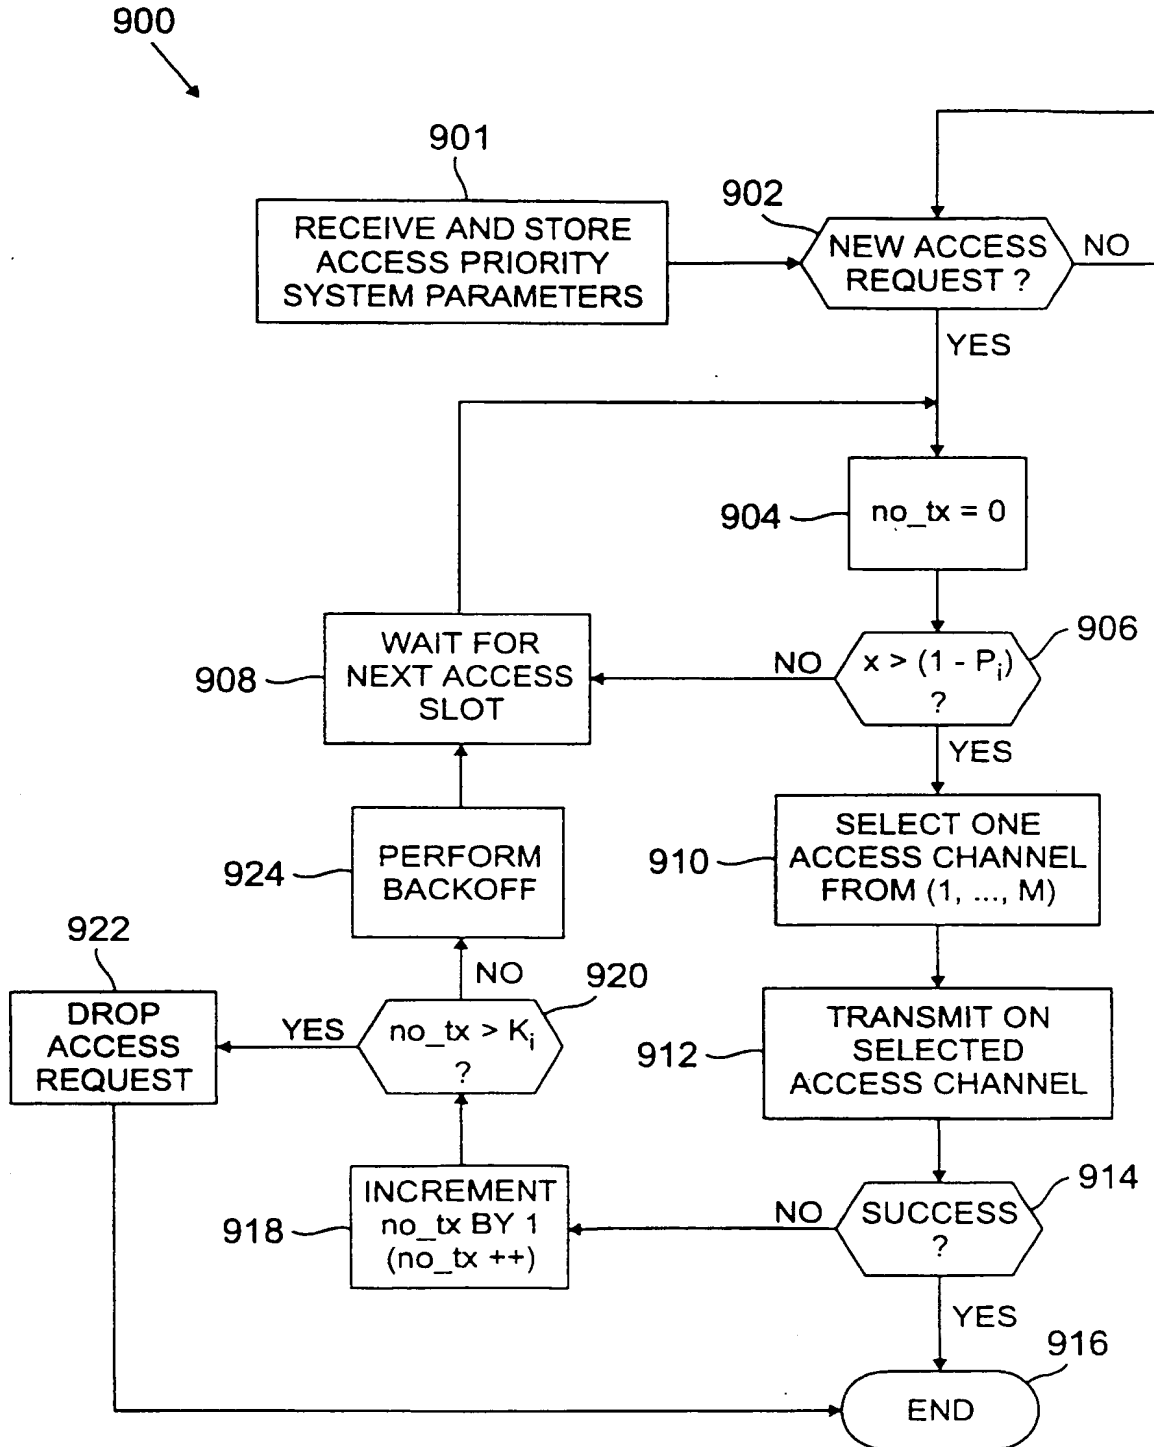 900
901
RECEIVE AND STORE
ACCESS PRIORITY
SYSTEM PARAMETERS
902
NEW ACCESS
REQUEST ?
NO
YES
904
no_tx = 0
906
x > (1 - Pi)
?
NO
YES
908
WAIT FOR
NEXT ACCESS
SLOT
910
SELECT ONE
ACCESS CHANNEL
FROM (1, ..., M)
924
PERFORM
BACKOFF
912
TRANSMIT ON
SELECTED
ACCESS CHANNEL
922
DROP
ACCESS
REQUEST
YES
NO
920
no_tx > Ki
?
914
SUCCESS
?
NO
YES
918
INCREMENT
no_tx BY 1
(no_tx ++)
916
END